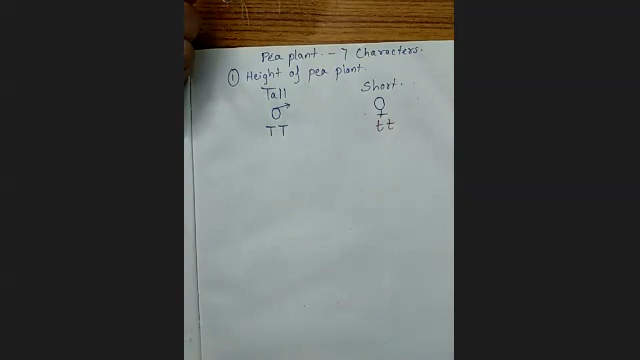 Pea plant. - 7 Characters.
① Height of pea plant.
Tall Short..
♂ ♀
TT tt